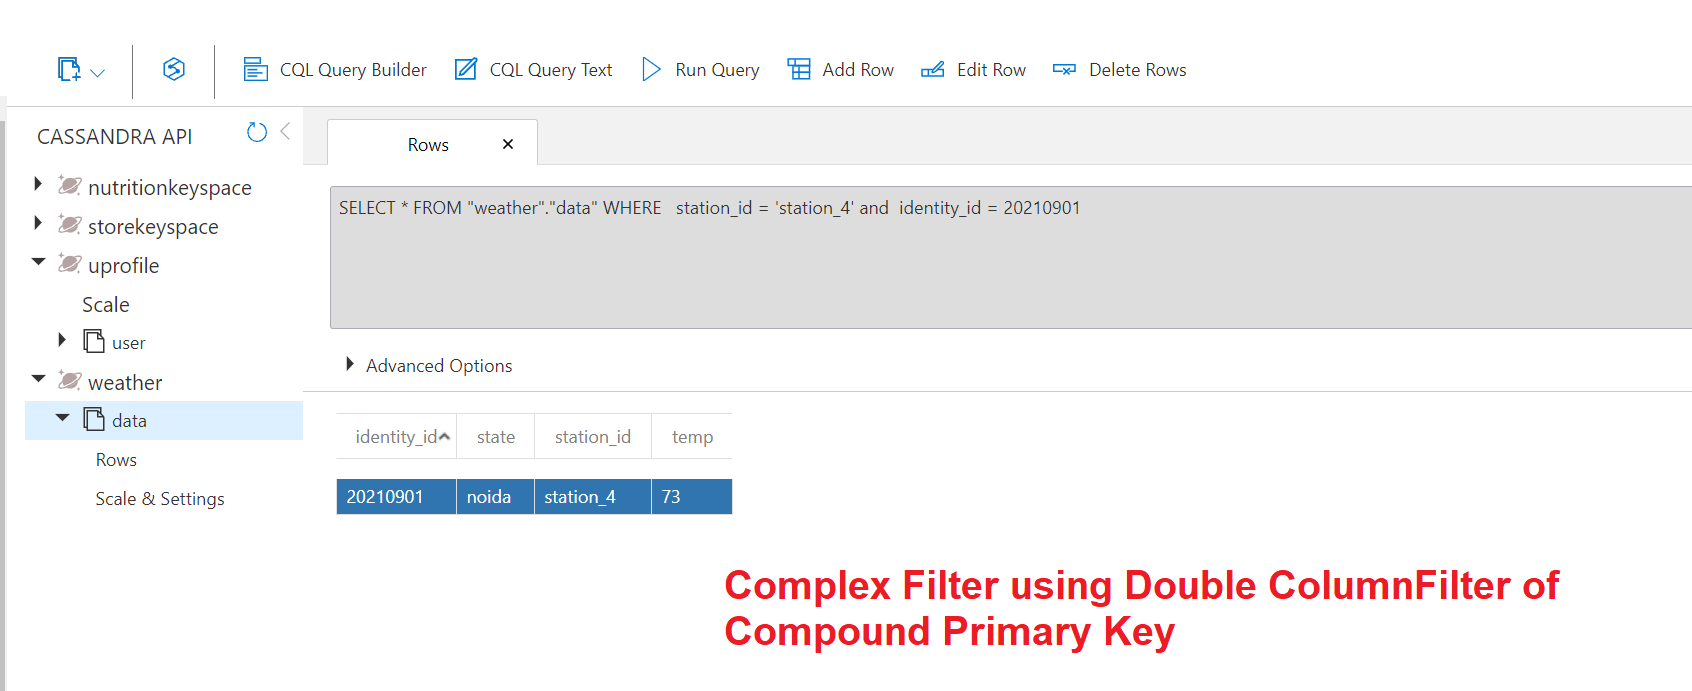 CQL Query Builder
CQL Query Text
Run Query
Add Row
Edit Row
Delete Rows
CASSANDRA API
nutritionkeyspace
storekeyspace
uprofile
Scale
user
weather
data
Rows
Scale & Settings
Rows
SELECT * FROM "weather"."data" WHERE   station_id = 'station_4' and  identity_id = 20210901
Advanced Options
identity_id state station_id temp
20210901 noida station_4 73
Complex Filter using Double ColumnFilter of
Compound Primary Key